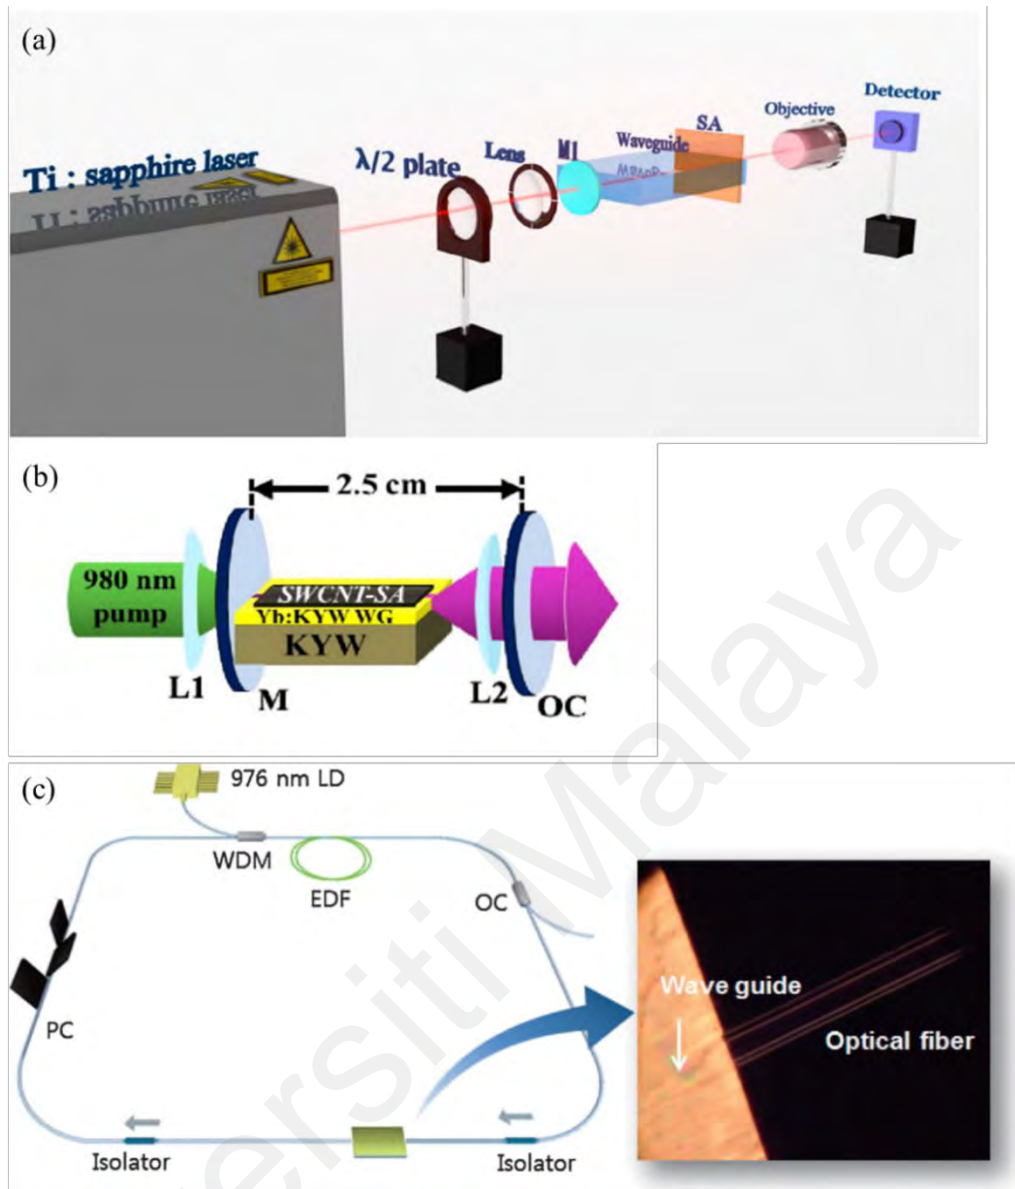 (a)
Ti : sapphire laser
λ/2 plate
Lens
M1
Waveguide
SA
Objective
Detector
(b)
2.5 cm
980 nm
pump
SWCNT-SA
Yb:KYW WG
KYW
L1
M
L2
OC
(c)
976 nm LD
WDM
EDF
OC
PC
Wave guide
Optical fiber
Isolator
Isolator
ersiti Malaya